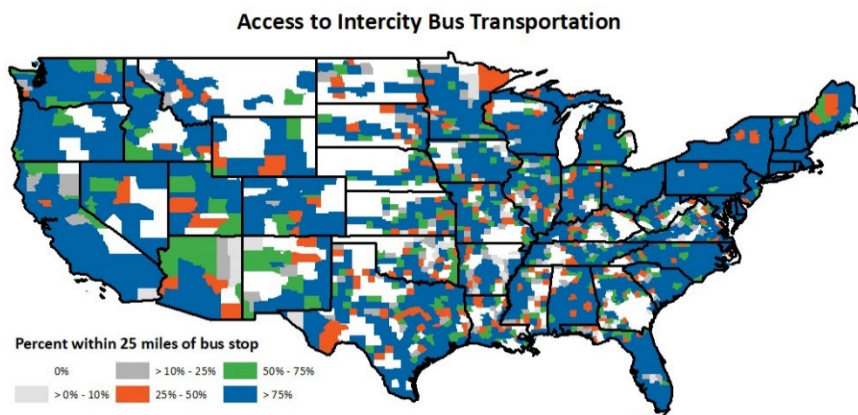 Access to Intercity Bus Transportation
Percent within 25 miles of bus stop
0%
> 10% - 25%
50% - 75%
> 0% - 10%
25% - 50%
> 75%